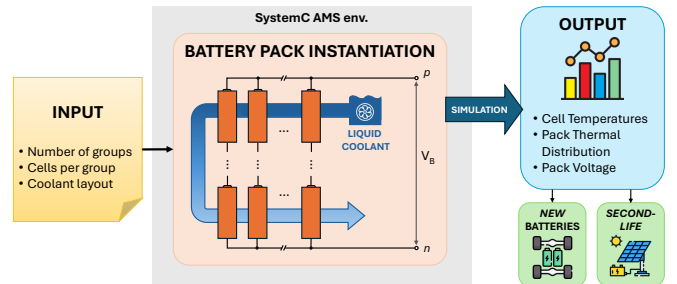 SystemC AMS env.
BATTERY PACK INSTANTIATION
INPUT
• Number of groups
• Cells per group
• Coolant layout
p
LIQUID
COOLANT
...
V_B
...
n
SIMULATION
OUTPUT
• Cell Temperatures
• Pack Thermal
Distribution
• Pack Voltage
NEW
BATTERIES
SECOND-
LIFE